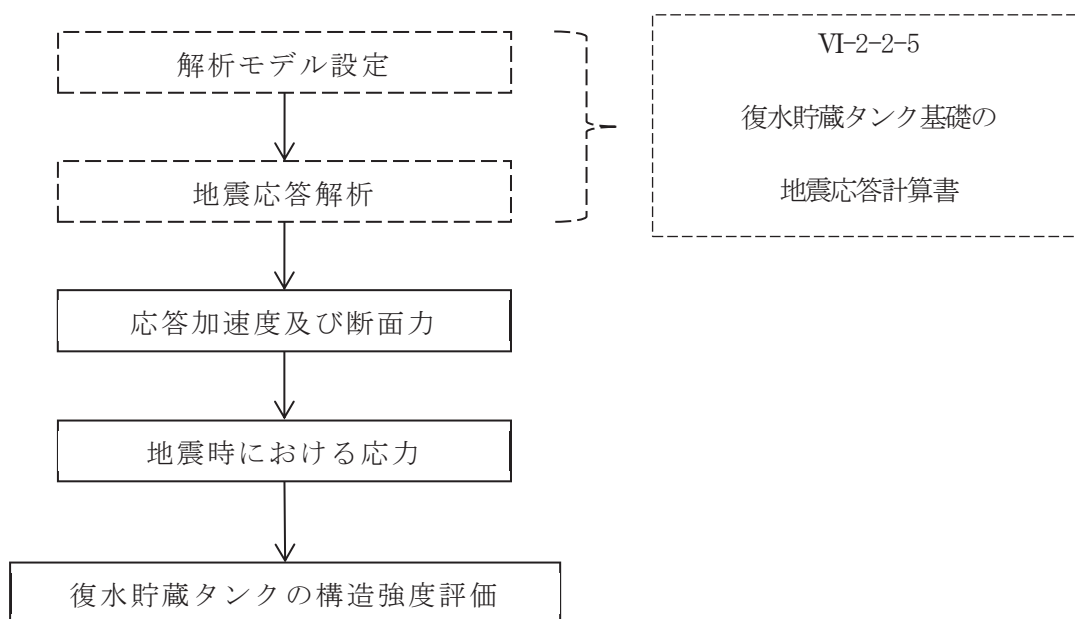 解析モデル設定
地震応答解析
応答加速度及び断面力
地震時における応力
復水貯蔵タンクの構造強度評価
Ⅵ-2-2-5
復水貯蔵タンク基礎の
地震応答計算書